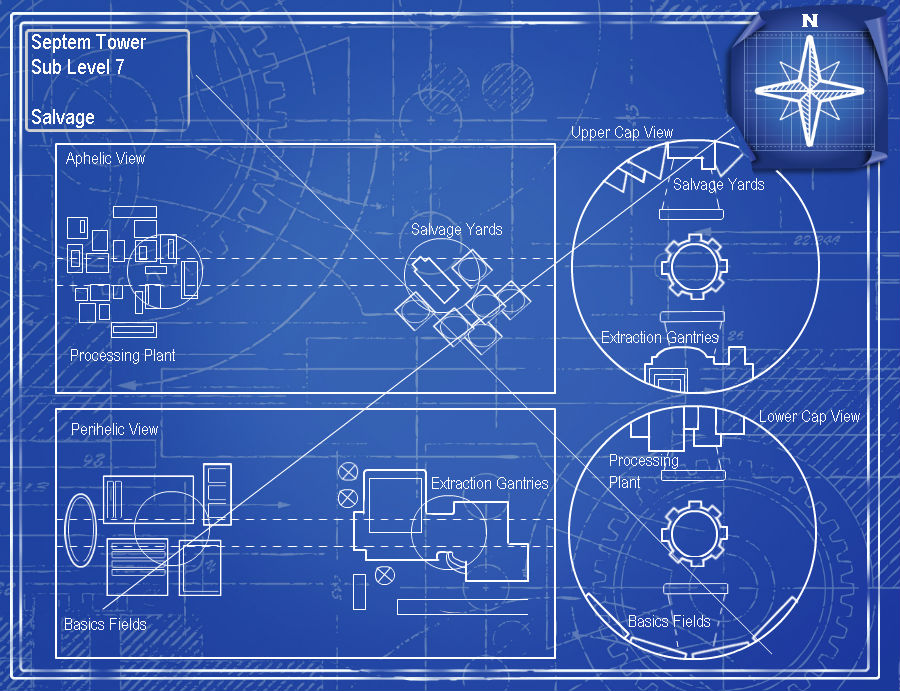 Septem Tower
Sub Level 7
Salvage
N
Upper Cap View
Aphelic View
Salvage Yards
Salvage Yards
Extraction Gantries
Processing Plant
Lower Cap View
Perihelic View
Processing
Plant
Extraction Gantries
Basics Fields
Basics Fields